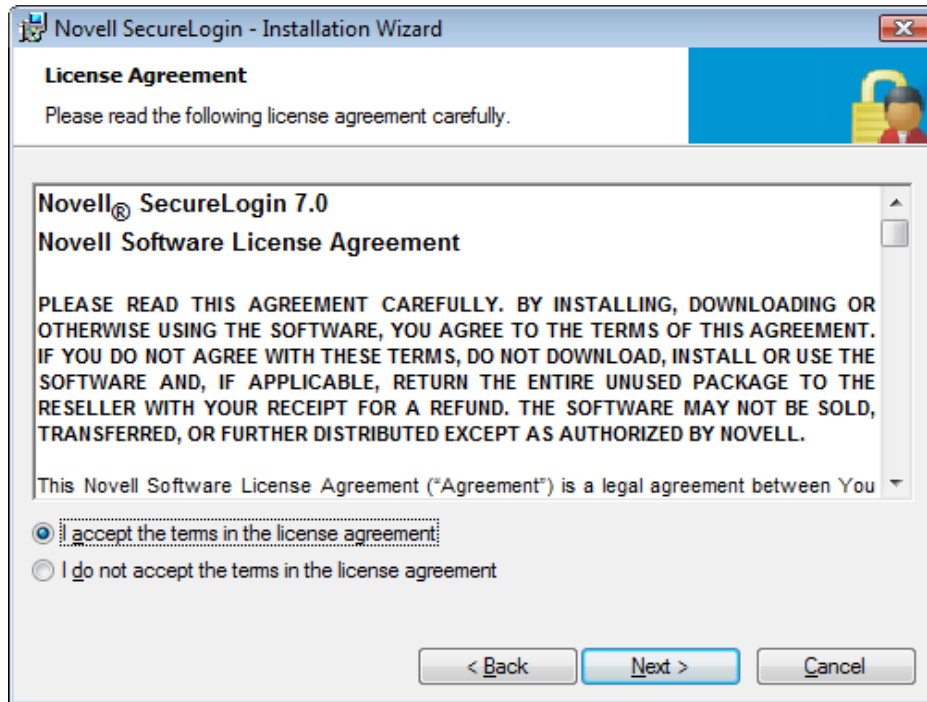 Novell SecureLogin - Installation Wizard
License Agreement
Please read the following license agreement carefully.
Novell® SecureLogin 7.0
Novell Software License Agreement
PLEASE READ THIS AGREEMENT CAREFULLY. BY INSTALLING, DOWNLOADING OR
OTHERWISE USING THE SOFTWARE, YOU AGREE TO THE TERMS OF THIS AGREEMENT.
IF YOU DO NOT AGREE WITH THESE TERMS, DO NOT DOWNLOAD, INSTALL OR USE THE
SOFTWARE AND, IF APPLICABLE, RETURN THE ENTIRE UNUSED PACKAGE TO THE
RESELLER WITH YOUR RECEIPT FOR A REFUND. THE SOFTWARE MAY NOT BE SOLD,
TRANSFERRED, OR FURTHER DISTRIBUTED EXCEPT AS AUTHORIZED BY NOVELL.
This Novell Software License Agreement (“Agreement”) is a legal agreement between You
I accept the terms in the license agreement
I do not accept the terms in the license agreement
< Back
Next >
Cancel